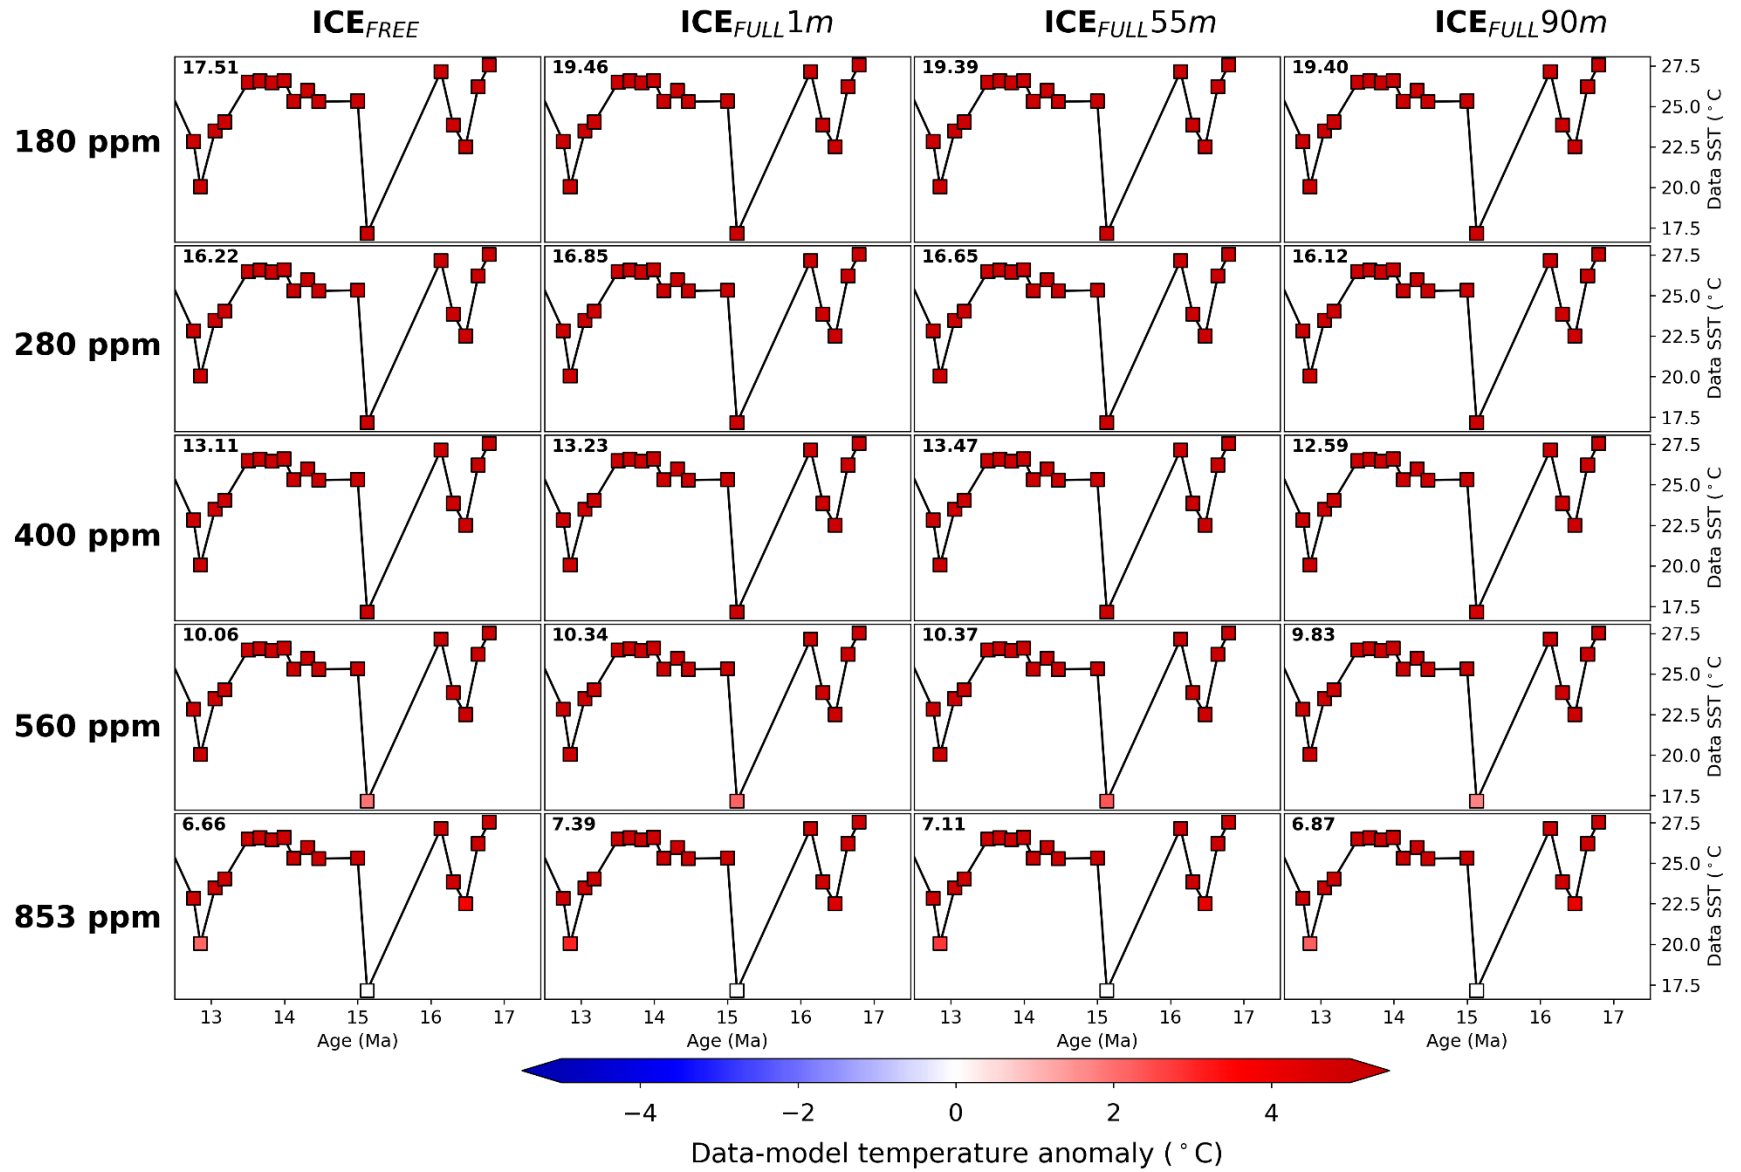 ICE_FREE ICE_FULL1m ICE_FULL55m ICE_FULL90m
180 ppm 17.51 19.46 19.39 19.40
27.5
25.0
22.5
20.0
17.5
Data SST (°C
280 ppm 16.22 16.85 16.65 16.12
27.5
25.0
22.5
20.0
17.5
Data SST (°C
400 ppm 13.11 13.23 13.47 12.59
27.5
25.0
22.5
20.0
17.5
Data SST (°C
560 ppm 10.06 10.34 10.37 9.83
27.5
25.0
22.5
20.0
17.5
Data SST (°C
853 ppm 6.66 7.39 7.11 6.87
27.5
25.0
22.5
20.0
17.5
Data SST (°C
13 14 15 16 17 13 14 15 16 17 13 14 15 16 17 13 14 15 16 17
Age (Ma) Age (Ma) Age (Ma) Age (Ma)
−4 −2 0 2 4
Data-model temperature anomaly (°C)